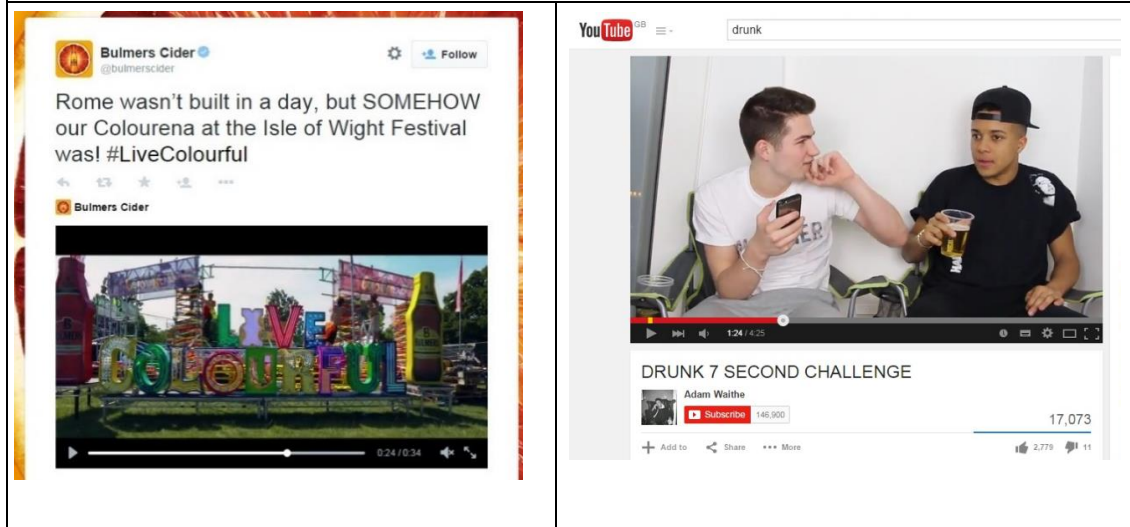 Bulmers Cider
@bulmerscider
Follow
Rome wasn't built in a day, but SOMEHOW
our Colourena at the Isle of Wight Festival
was! #LiveColourful
Bulmers Cider
LIVE
COLOURFUL
0:24 / 0:34
YouTube GB
drunk
1:24 / 4:25
DRUNK 7 SECOND CHALLENGE
Adam Waithe
Subscribe 146,900
17,073
Add to Share More
2,779 11